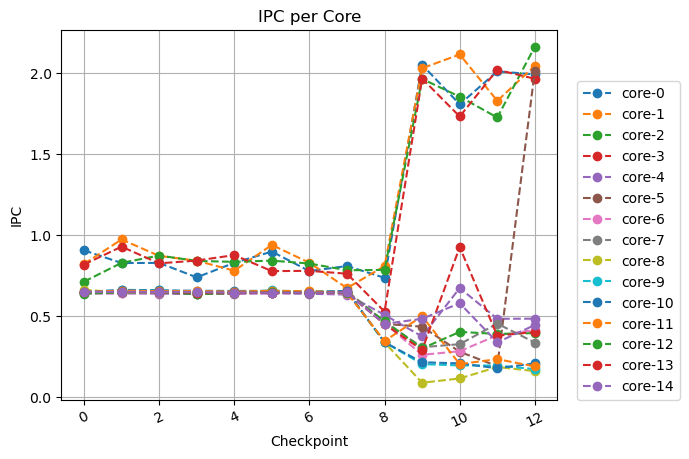 IPC per Core
IPC
2.0
1.5
1.0
0.5
0.0
0
2
4
6
8
10
12
Checkpoint
core-0
core-1
core-2
core-3
core-4
core-5
core-6
core-7
core-8
core-9
core-10
core-11
core-12
core-13
core-14